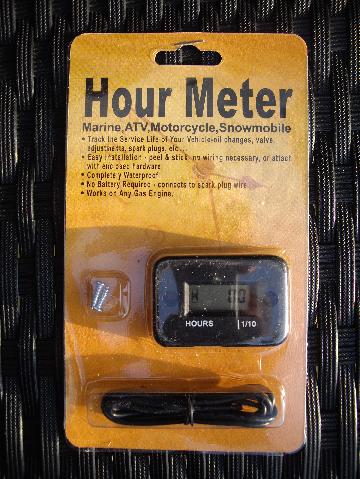 Hour Meter
Marine,ATV,Motorcycle,Snowmobile
• Track the Service Life of Your Vehicle-oil changes, valve
adjustments, spark plugs, etc...
• Easy Installation - peel & stick- no wiring necessary, or attach
with enclosed hardware
• Completely Waterproof
• No Battery Required - connects to spark plug wire
• Works on Any Gas Engine.
H 00
HOURS 1/10